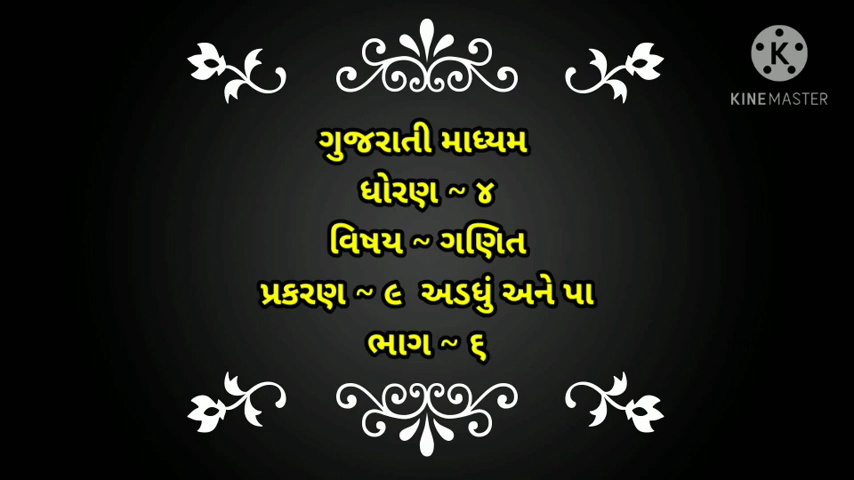 KINEMASTER
ગુજરાતી માધ્યમ
ધોરણ ~ ૪
વિષય ~ ગણિત
પ્રકરણ ~ ૯ અડધું અને પા
ભાગ ~ ૬